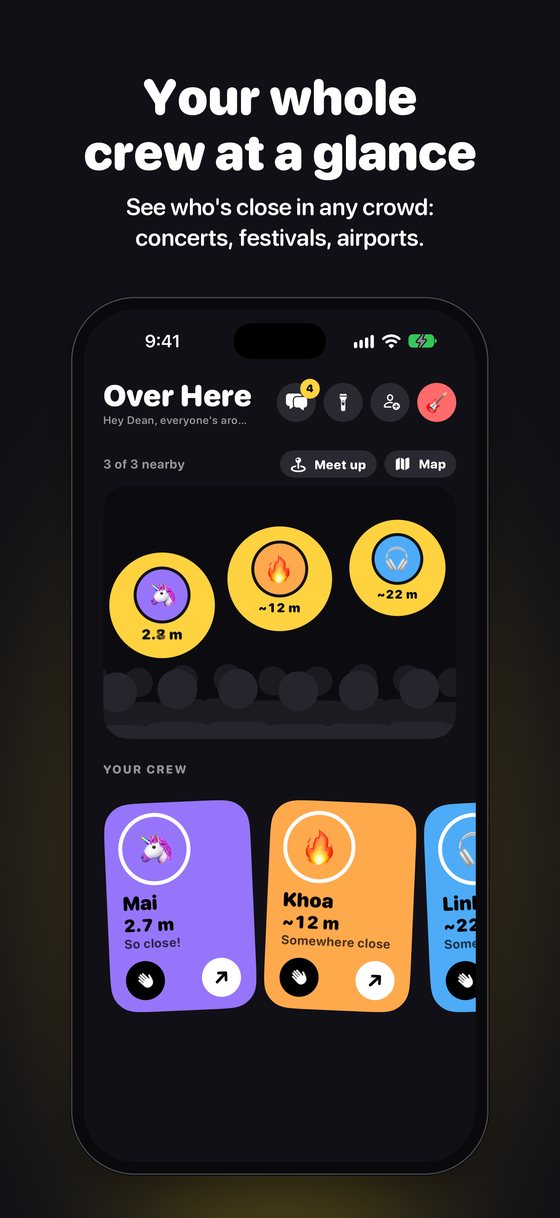 Your whole
crew at a glance
See who's close in any crowd:
concerts, festivals, airports.
9:41
Over Here
4
Hey Dean, everyone's aro...
3 of 3 nearby
Meet up
Map
~22 m
~12 m
YOUR CREW
Mai
2.7 m
So close!
Khoa
~12 m
Somewhere close